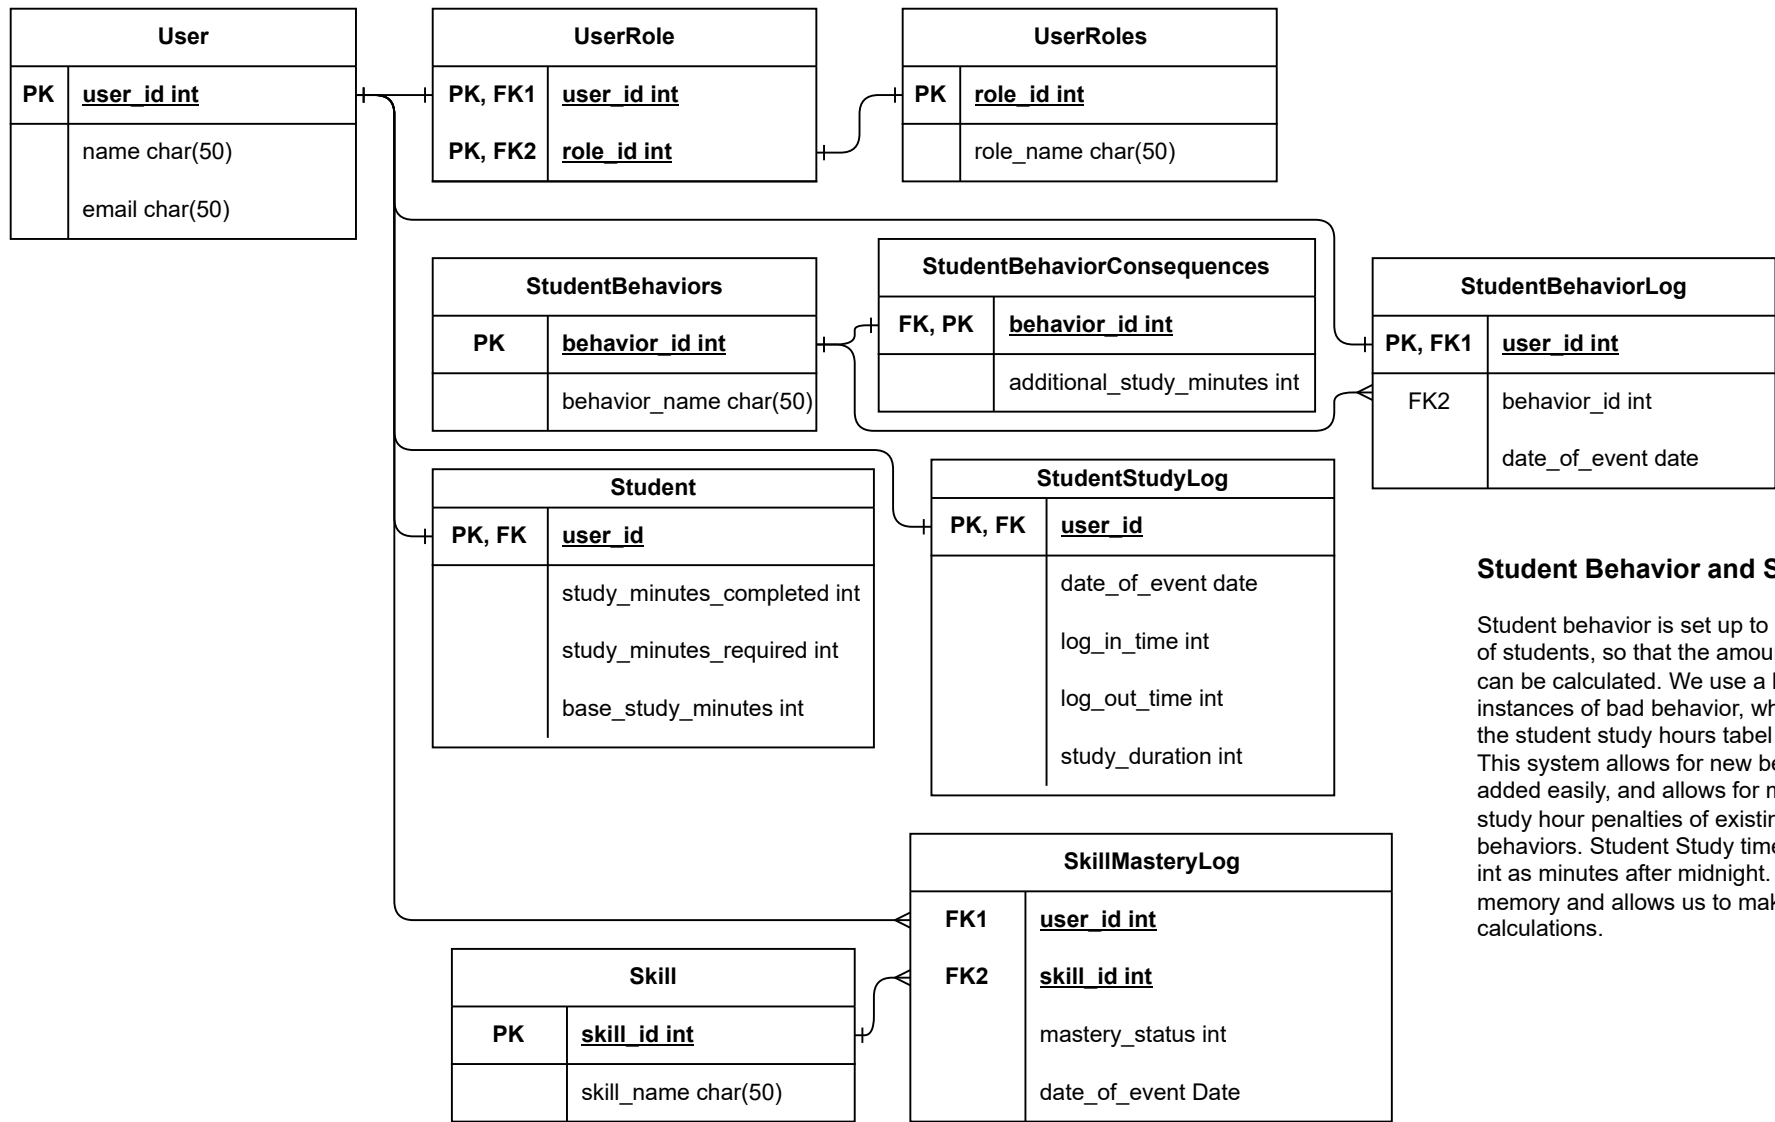 User
PK user_id int
name char(50)
email char(50)
UserRole
PK, FK1 user_id int
PK, FK2 role_id int
UserRoles
PK role_id int
role_name char(50)
StudentBehaviors
PK behavior_id int
behavior_name char(50)
StudentBehaviorConsequences
FK, PK behavior_id int
additional_study_minutes int
StudentBehaviorLog
PK, FK1 user_id int
FK2 behavior_id int
date_of_event date
Student
PK, FK user_id
study_minutes_completed int
study_minutes_required int
base_study_minutes int
StudentStudyLog
PK, FK user_id
date_of_event date
log_in_time int
log_out_time int
study_duration int
Student Behavior and S
Student behavior is set up to
of students, so that the amou
can be calculated. We use a
instances of bad behavior, wh
the student study hours tabel
This system allows for new be
added easily, and allows for
study hour penalties of existin
behaviors. Student Study time
int as minutes after midnight.
memory and allows us to mak
calculations.
SkillMasteryLog
FK1 user_id int
FK2 skill_id int
mastery_status int
date_of_event Date
Skill
PK skill_id int
skill_name char(50)